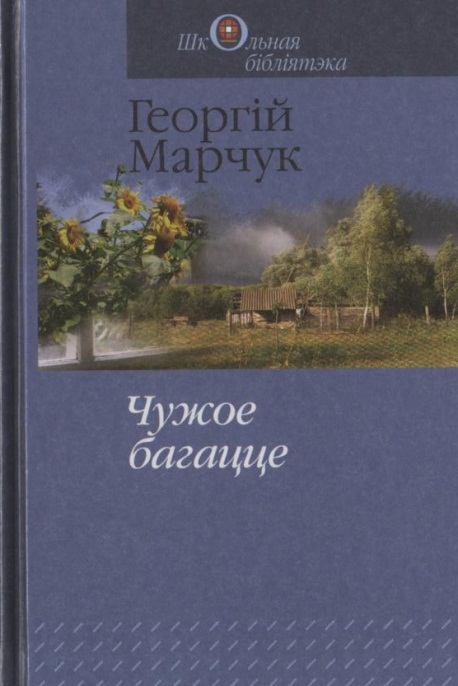 Школьная
бібліятэка
Георгій
Марчук
Чужое
багацце